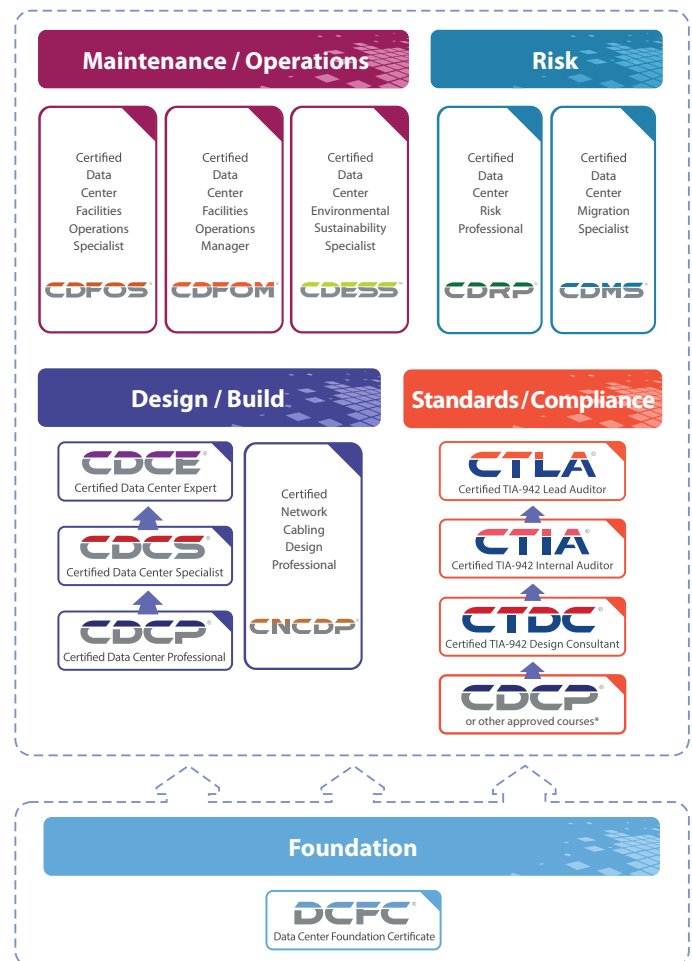 Maintenance / Operations
Certified
Data
Center
Facilities
Operations
Specialist
CDFOS®
Certified
Data
Center
Facilities
Operations
Manager
CDFOM®
Certified
Data
Center
Environmental
Sustainability
Specialist
CDESS®
Risk
Certified
Data
Center
Risk
Professional
CDRP®
Certified
Data
Center
Migration
Specialist
CDMS®
Design / Build
CDCE®
Certified Data Center Expert
CDCS®
Certified Data Center Specialist
CDCP®
Certified Data Center Professional
Certified
Network
Cabling
Design
Professional
CNCDP®
Standards/Compliance
CTLA®
Certified TIA-942 Lead Auditor
CTIA®
Certified TIA-942 Internal Auditor
CTDC®
Certified TIA-942 Design Consultant
CDCP®
or other approved courses*
Foundation
DCFC®
Data Center Foundation Certificate